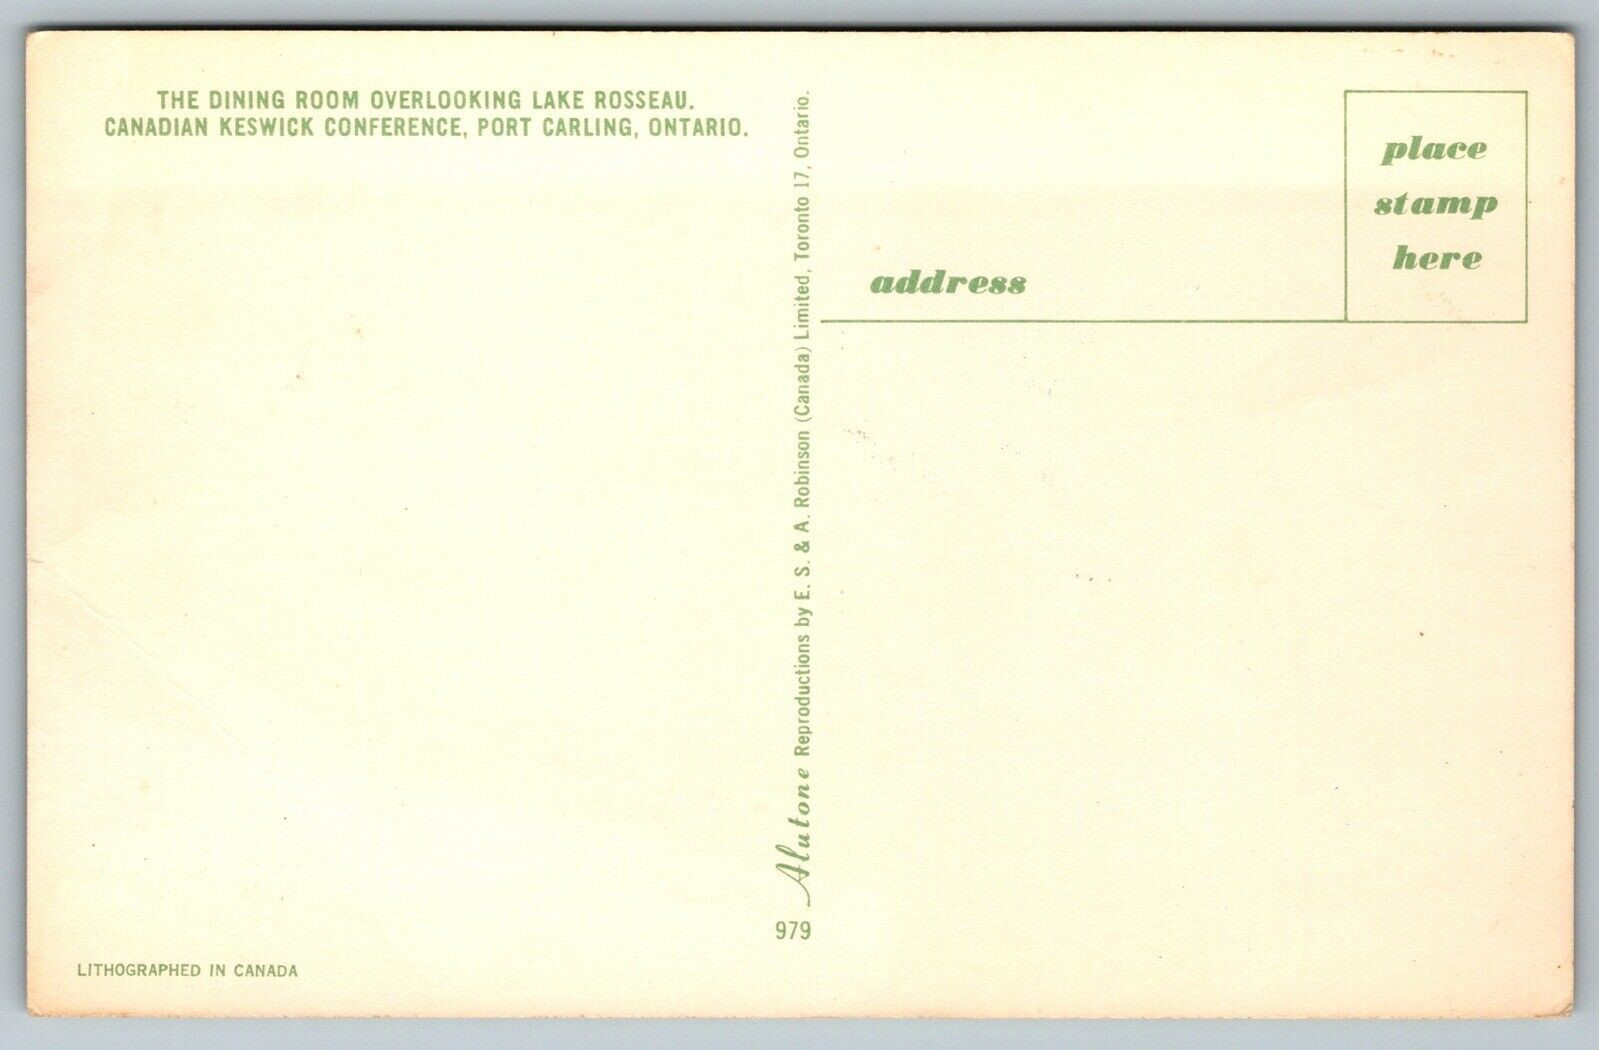 THE DINING ROOM OVERLOOKING LAKE ROSSEAU.
CANADIAN KESWICK CONFERENCE, PORT CARLING, ONTARIO.
place
stamp
here
address
Alutone Reproductions by E. S. & A. Robinson (Canada) Limited, Toronto 17, Ontario.
979
LITHOGRAPHED IN CANADA